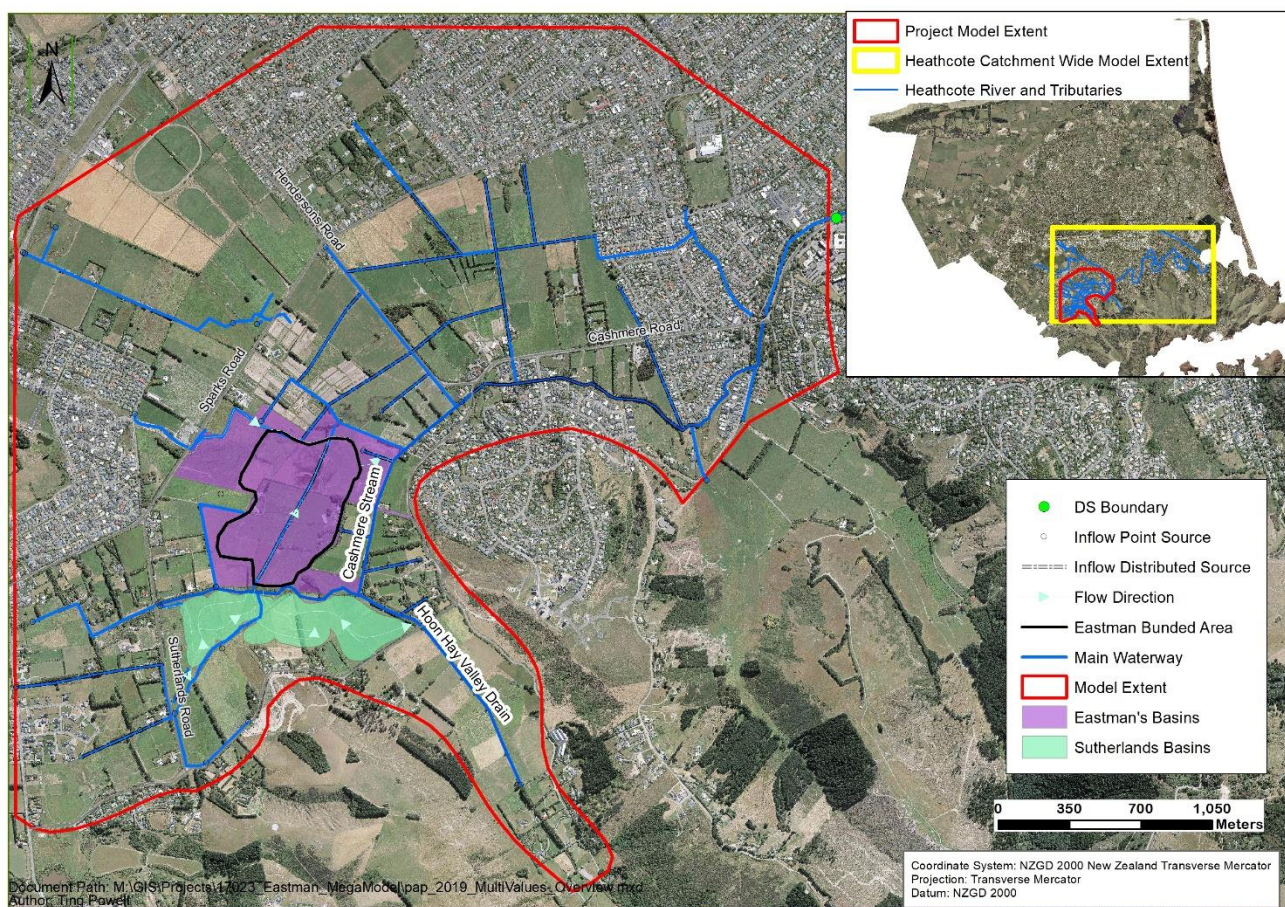 N
Project Model Extent
Heathcote Catchment Wide Model Extent
Heathcote River and Tributaries
Hendersons Road
Cashmere Road
Sparks Road
Cashmere Stream
Hoon Hay Valley Drain
Sutherlands Road
DS Boundary
Inflow Point Source
Inflow Distributed Source
Flow Direction
Eastman Bunded Area
Main Waterway
Model Extent
Eastman's Basins
Sutherlands Basins
0 350 700 1,050
Meters
Coordinate System: NZGD 2000 New Zealand Transverse Mercator
Projection: Transverse Mercator
Datum: NZGD 2000
Document Path: M:\GIS\Projects\17023_Eastman_MegaModel\pap_2019_MultiValues_Overview.mxd
Author: Ting Powell